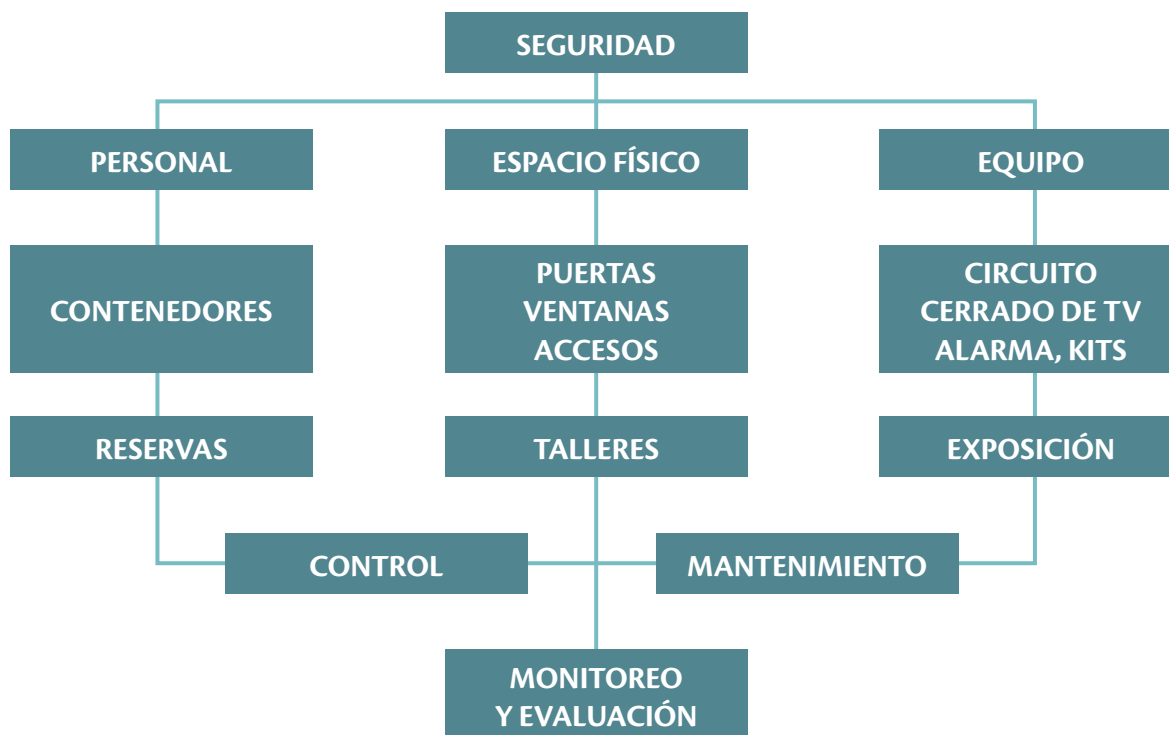 SEGURIDAD
PERSONAL
ESPACIO FÍSICO
EQUIPO
CONTENEDORES
PUERTAS
VENTANAS
ACCESOS
CIRCUITO
CERRADO DE TV
ALARMA, KITS
RESERVAS
TALLERES
EXPOSICIÓN
CONTROL
MANTENIMIENTO
MONITOREO
Y EVALUACIÓN